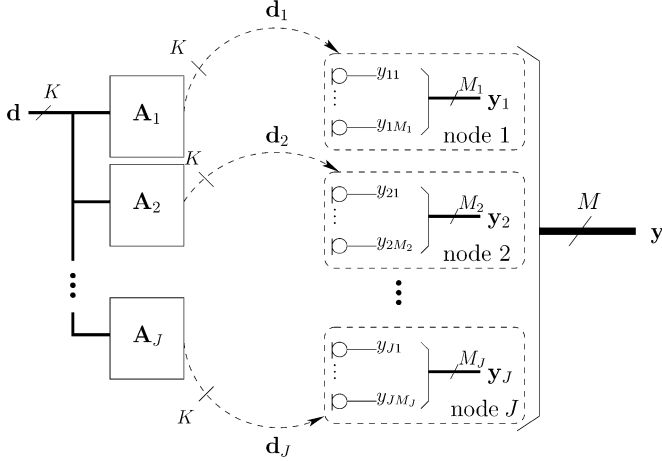 d₁
K
K
d
A₁
y₁₁
⋮
y₁M₁
M₁
y₁
node 1
d₂
K
A₂
y₂₁
⋮
y₂M₂
M₂
y₂
node 2
M
y
⋮
⋮
A_J
K
d_J
y_J1
⋮
y_JM_J
M_J
y_J
node J